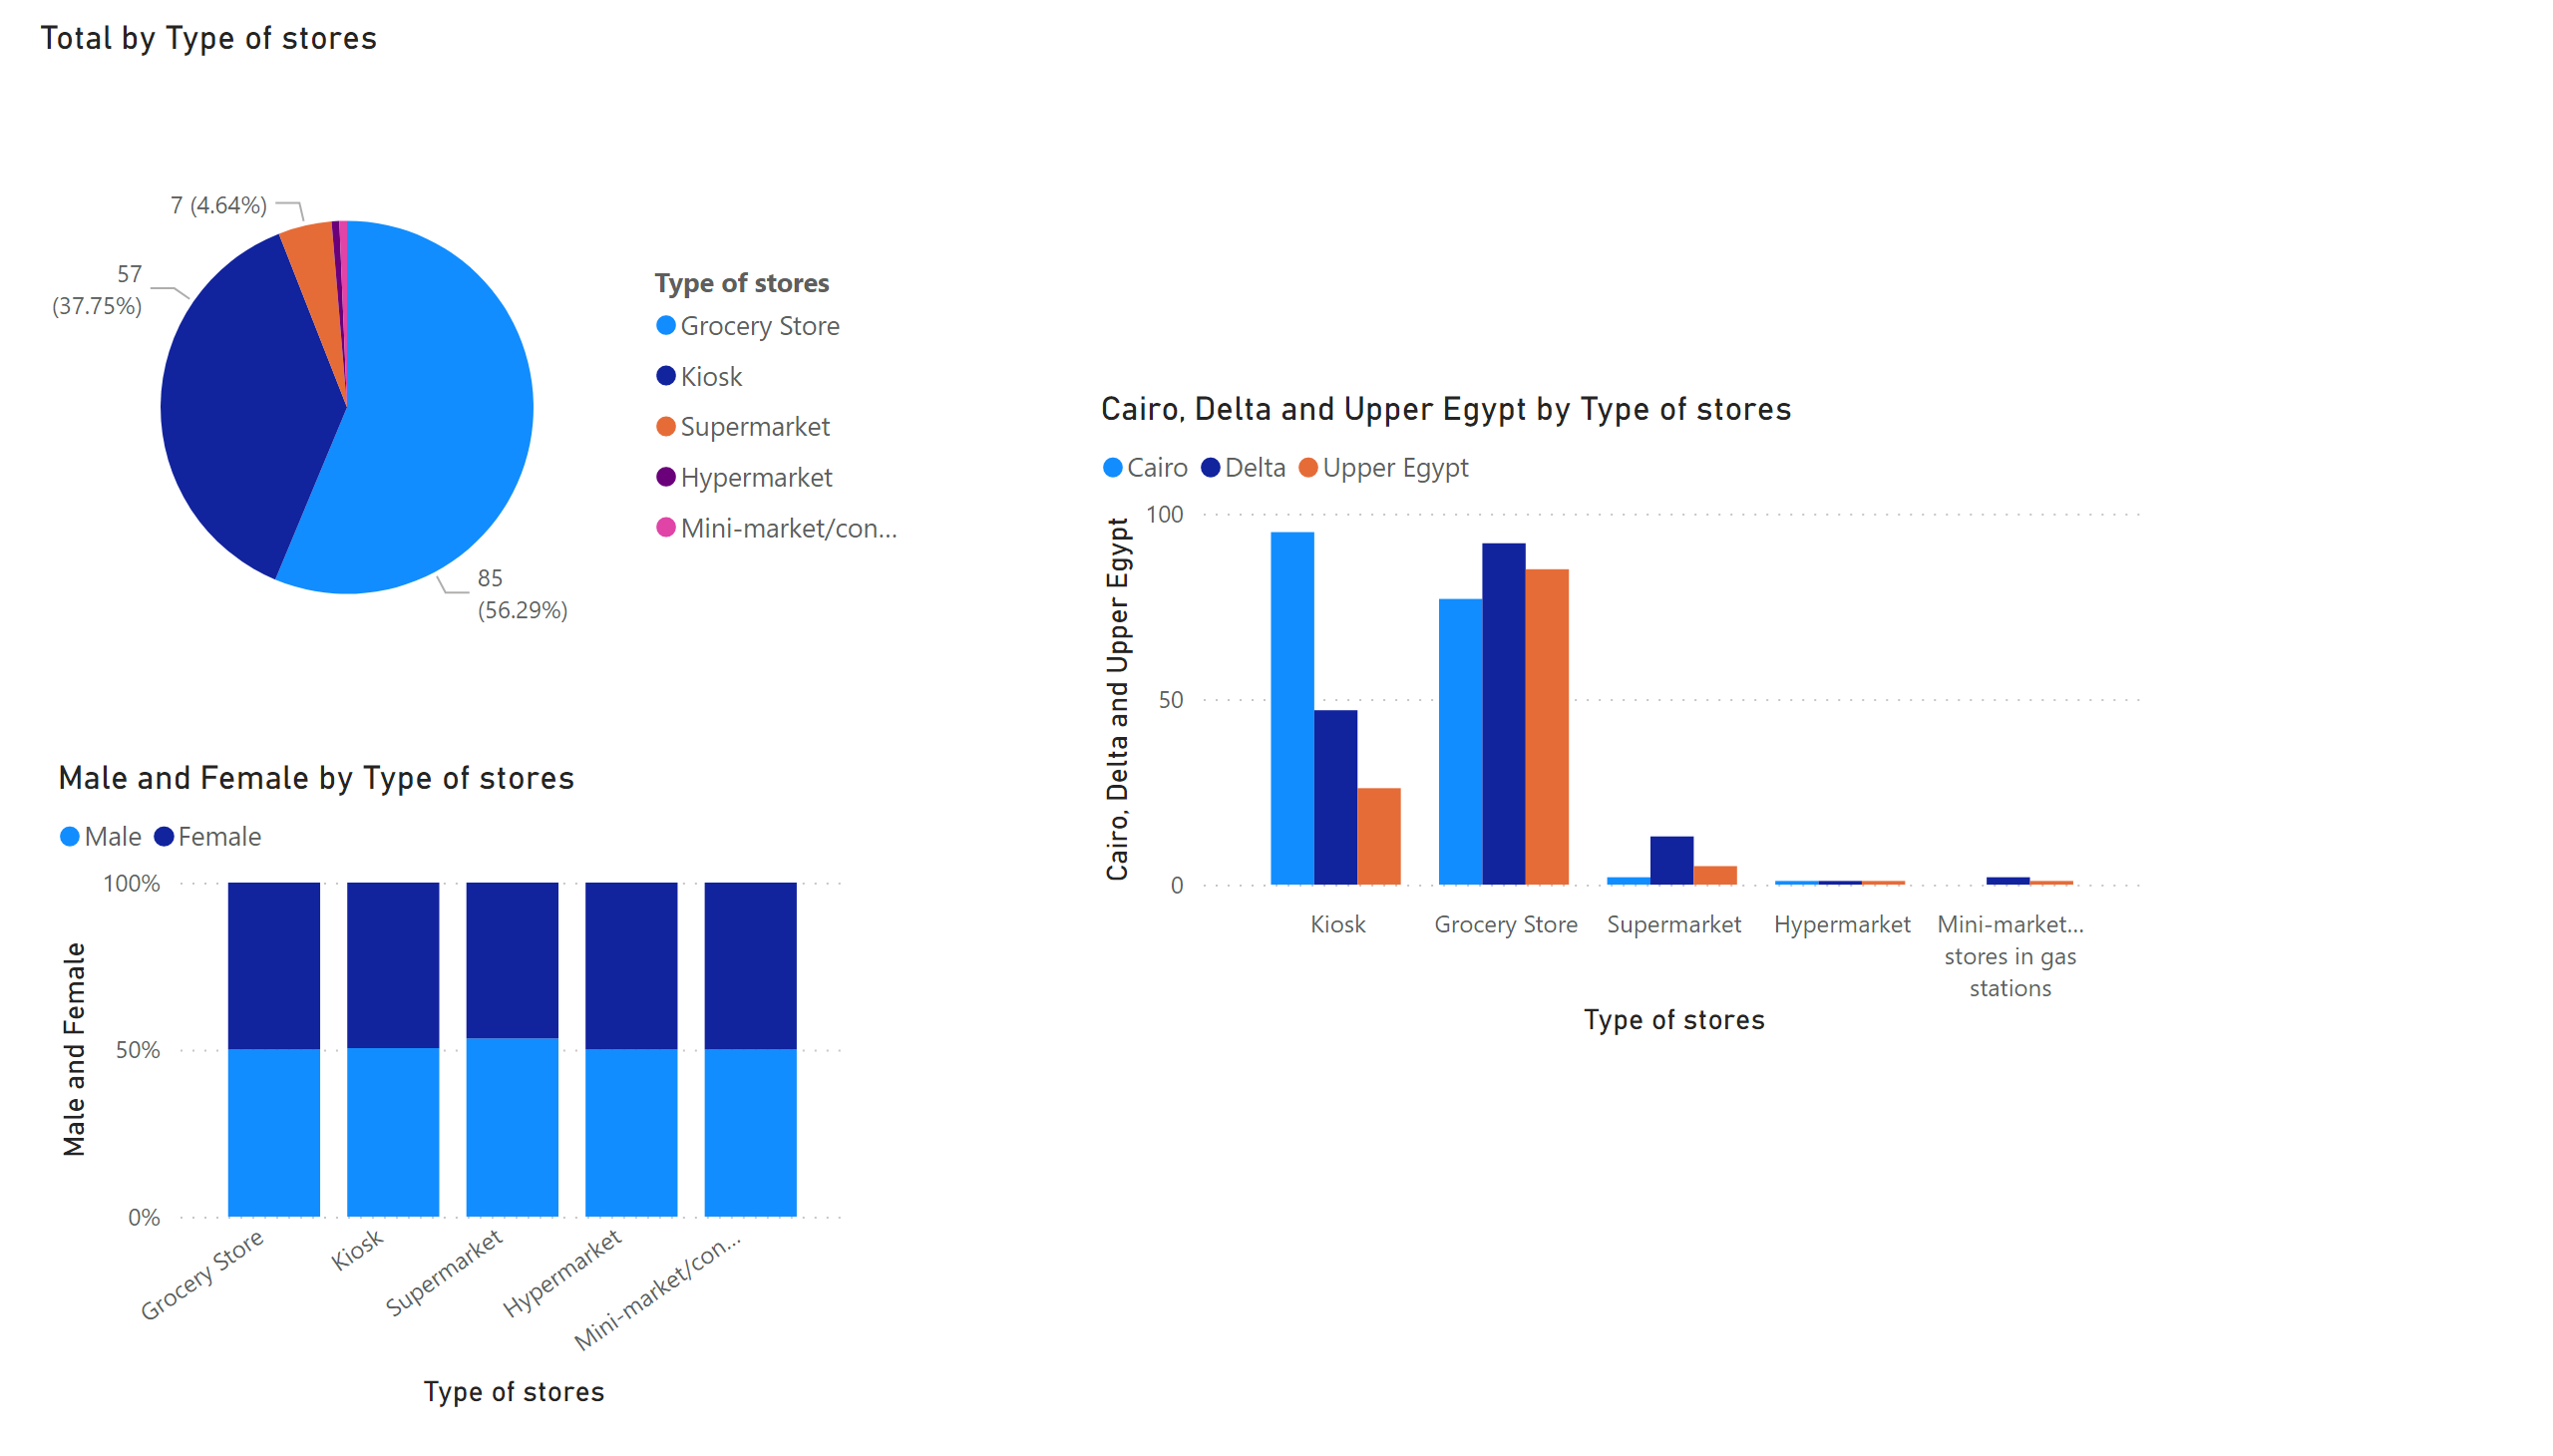 Total by Type of stores
7 (4.64%)
57
(37.75%)
85
(56.29%)
Type of stores
Grocery Store
Kiosk
Supermarket
Hypermarket
Mini-market/con...
Male and Female by Type of stores
Male Female
Male and Female
100%
50%
0%
Grocery Store
Kiosk
Supermarket
Hypermarket
Mini-market/con...
Type of stores
Cairo, Delta and Upper Egypt by Type of stores
Cairo Delta Upper Egypt
Cairo, Delta and Upper Egypt
100
50
0
Kiosk
Grocery Store
Supermarket
Hypermarket
Mini-market...
stores in gas
stations
Type of stores